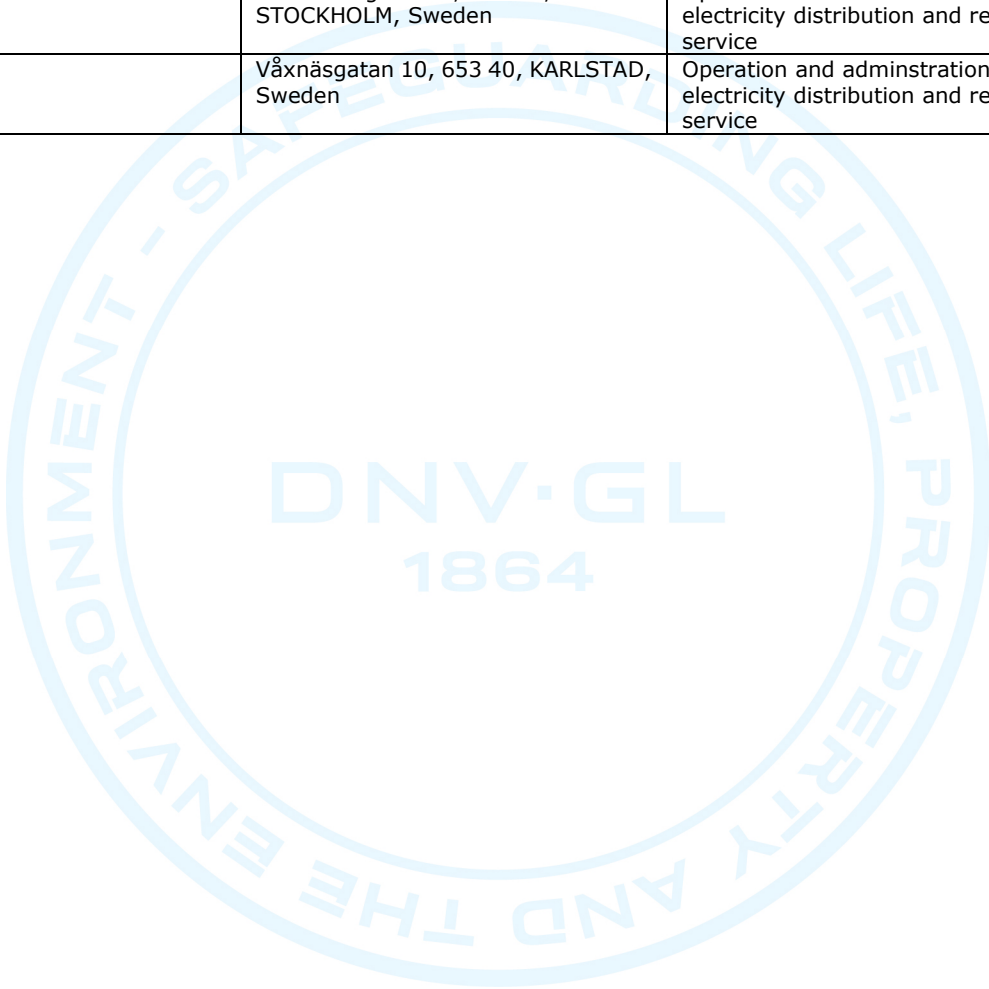 STOCKHOLM, Sweden
electricity distribution and re
service
Våxnäsgatan 10, 653 40, KARLSTAD,
Sweden
Operation and adminstration
electricity distribution and re
service
SAFEGUARDING LIFE, PROPERTY AND THE ENVIRONMENT -
DNV·GL
1864